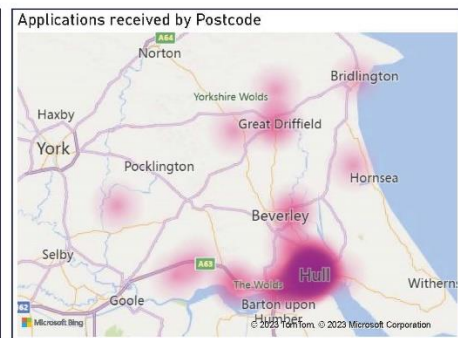 Applications received by Postcode
A64
Norton
Bridlington
Yorkshire Wolds
Haxby
Great Driffield
York
Pocklington
Hornsea
Beverley
Selby
A63
Hull
The Wolds
Witherns
Goole
Barton upon
Humber
62
Microsoft Bing
© 2023 TomTom, © 2023 Microsoft Corporation